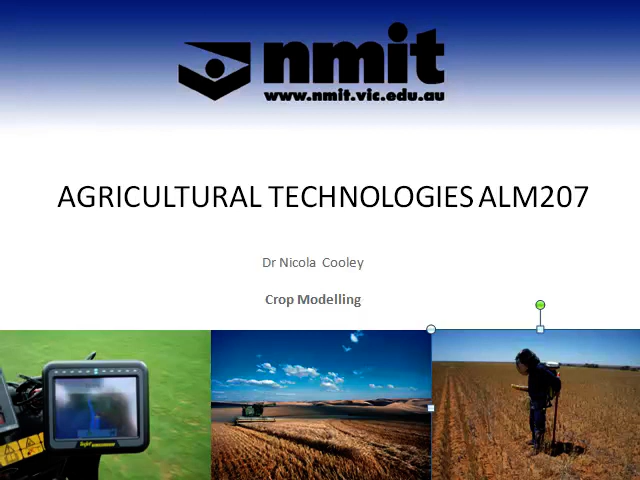 nmit
www.nmit.vic.edu.au
AGRICULTURAL TECHNOLOGIES ALM207
Dr Nicola Cooley
Crop Modelling